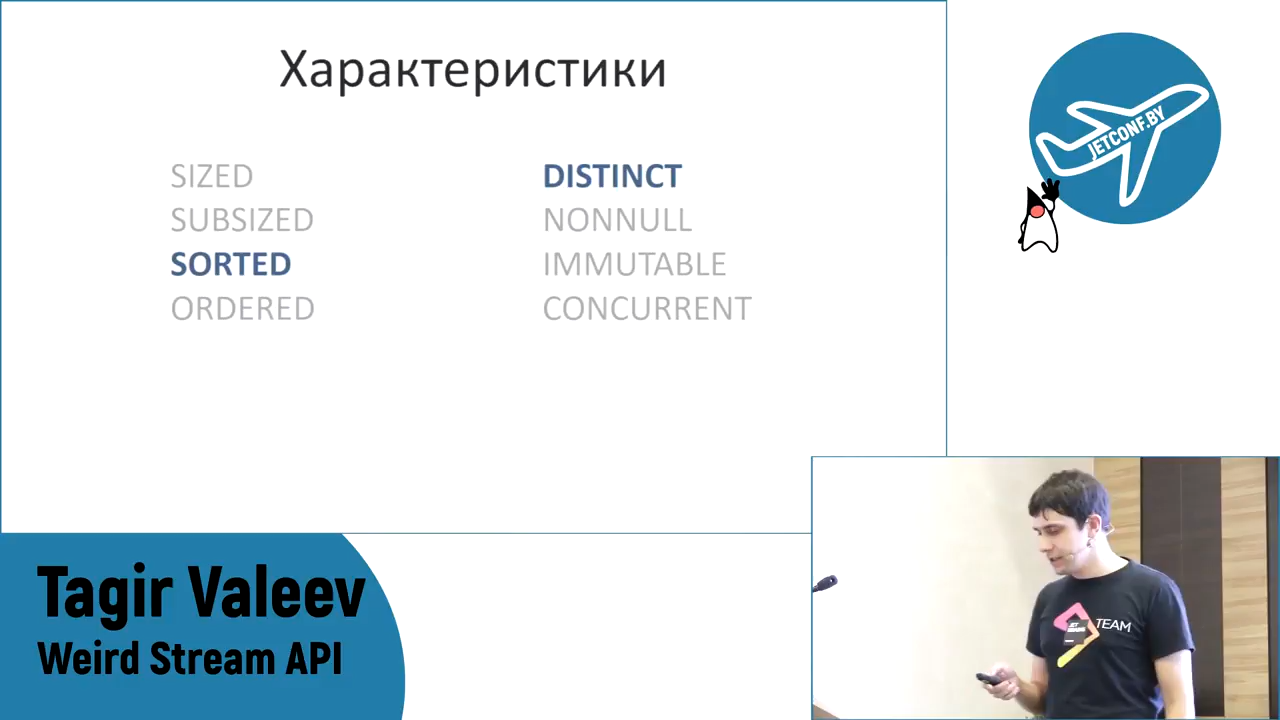 Характеристики
SIZED
SUBSIZED
SORTED
ORDERED
DISTINCT
NONNULL
IMMUTABLE
CONCURRENT
JETCONF.BY
Tagir Valeev
Weird Stream API
TEAM